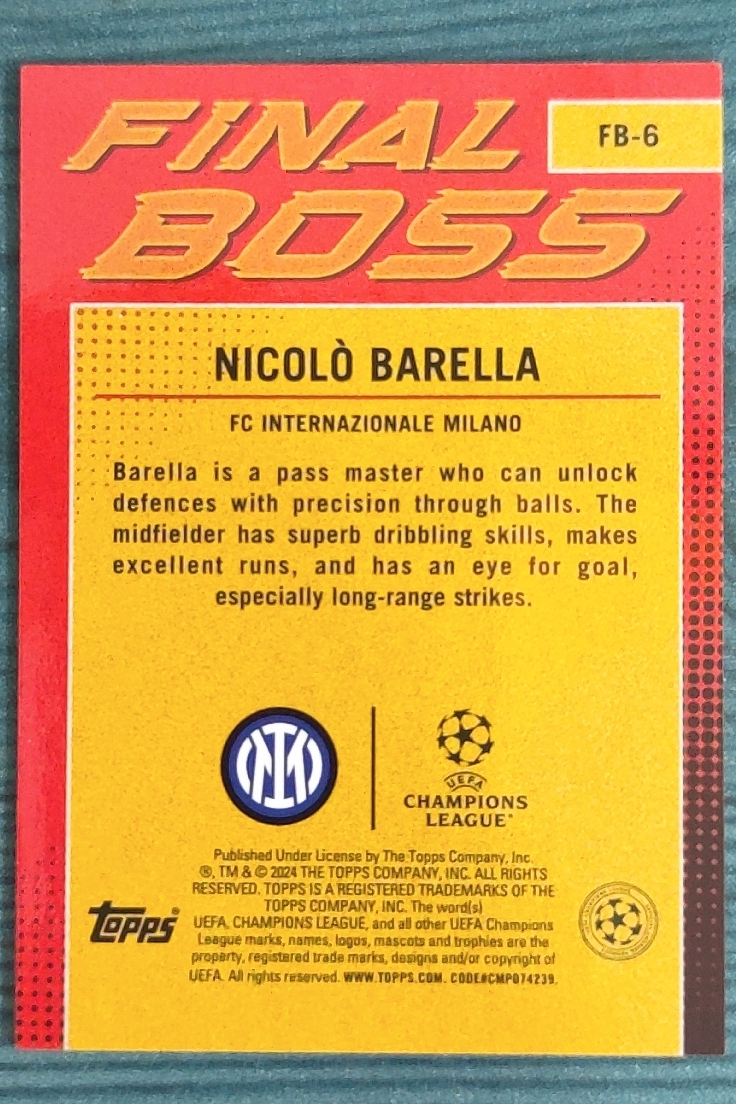 FINAL
BOSS
FB-6
NICOLÒ BARELLA
FC INTERNAZIONALE MILANO
Barella is a pass master who can unlock
defences with precision through balls. The
midfielder has superb dribbling skills, makes
excellent runs, and has an eye for goal,
especially long-range strikes.
UEFA
CHAMPIONS
LEAGUE
Published Under License by The Topps Company, Inc.
®, TM & © 2024 THE TOPPS COMPANY, INC. ALL RIGHTS
RESERVED. TOPPS IS A REGISTERED TRADEMARKS OF THE
TOPPS COMPANY, INC. The word(s)
UEFA, CHAMPIONS LEAGUE, and all other UEFA Champions
League marks, names, logos, mascots and trophies are the
property, registered trade marks, designs and/or copyright of
UEFA. All rights reserved. WWW.TOPPS.COM. CODE#CMP074239.
topps®